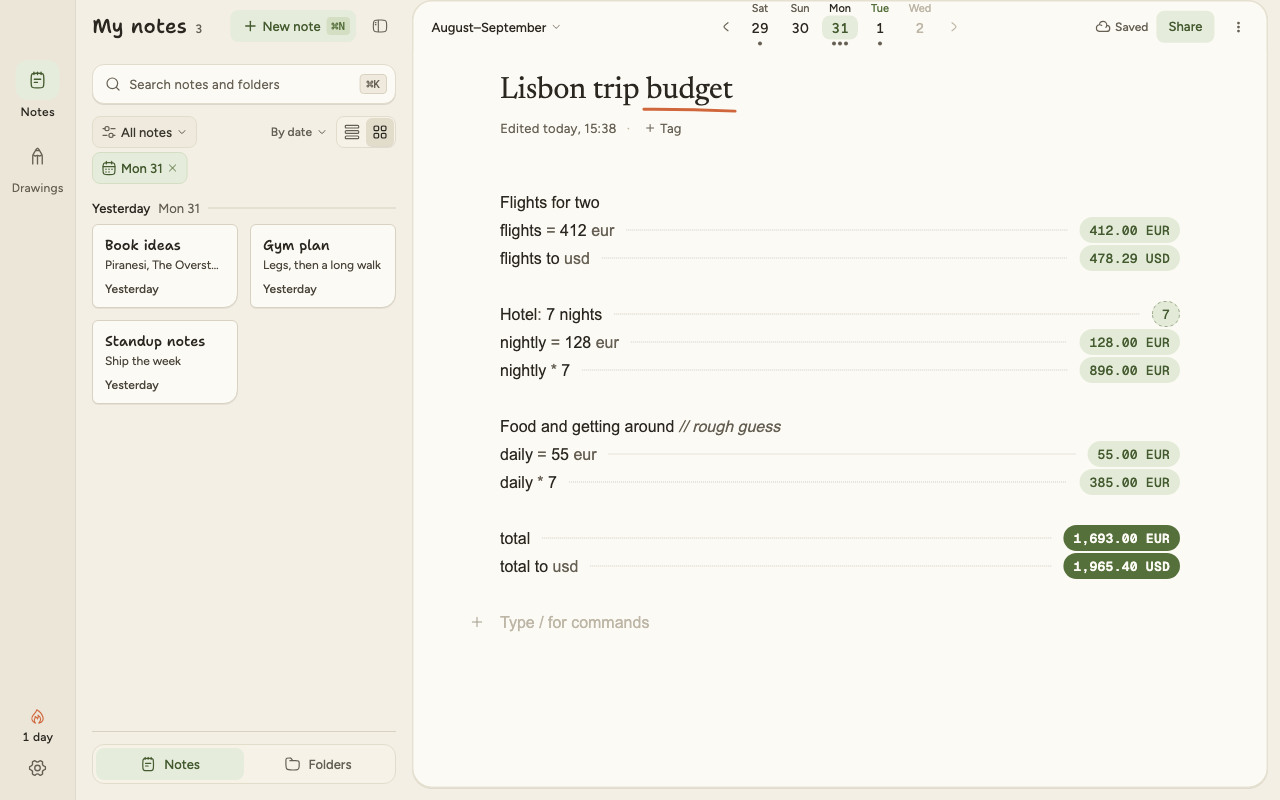 My notes 3
+ New note ⌘N
Notes
Drawings
Search notes and folders ⌘K
All notes
By date
Mon 31 ×
Yesterday Mon 31
Book ideas
Piranesi, The Overst…
Yesterday
Gym plan
Legs, then a long walk
Yesterday
Standup notes
Ship the week
Yesterday
1 day
Notes
Folders
August–September
Sat 29
Sun 30
Mon 31
Tue 1
Wed 2
Saved
Share
Lisbon trip budget
Edited today, 15:38 · + Tag
Flights for two
flights = 412 eur 412.00 EUR
flights to usd 478.29 USD
Hotel: 7 nights 7
nightly = 128 eur 128.00 EUR
nightly * 7 896.00 EUR
Food and getting around // rough guess
daily = 55 eur 55.00 EUR
daily * 7 385.00 EUR
total 1,693.00 EUR
total to usd 1,965.40 USD
+ Type / for commands